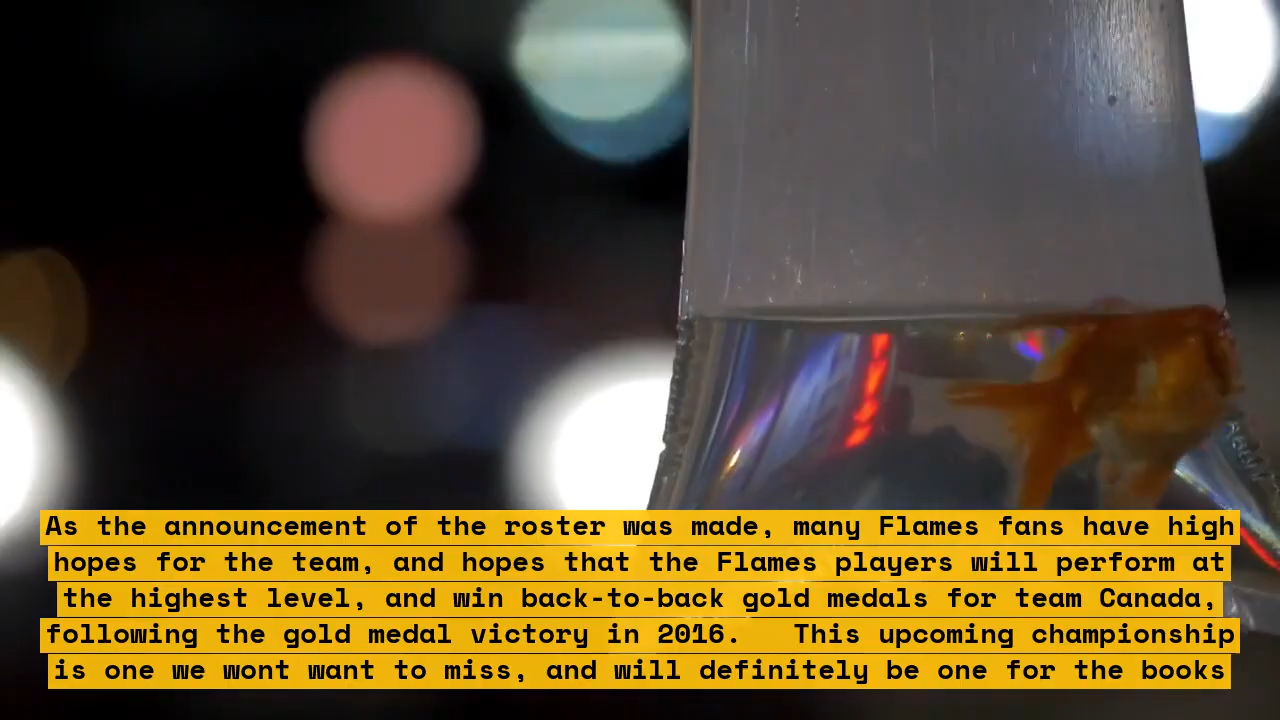 As the announcement of the roster was made, many Flames fans have high
hopes for the team, and hopes that the Flames players will perform at
the highest level, and win back-to-back gold medals for team Canada,
following the gold medal victory in 2016.   This upcoming championship
is one we wont want to miss, and will definitely be one for the books